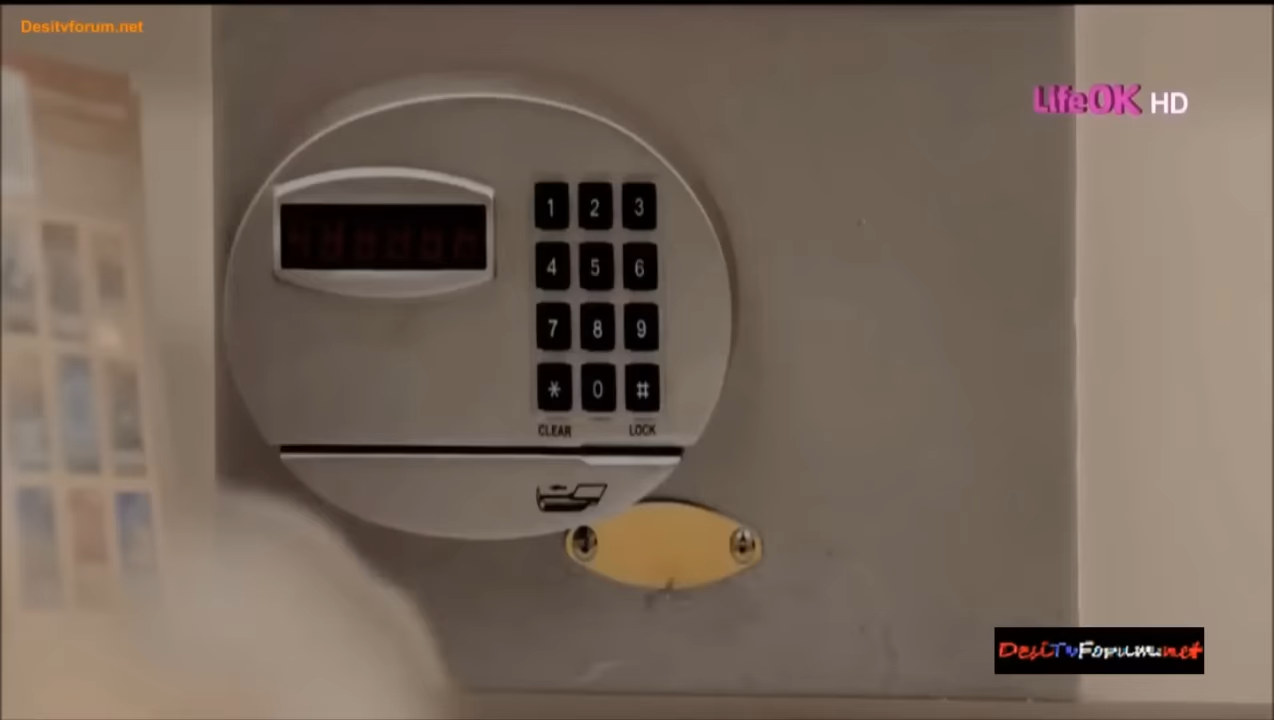 Desitvforum.net
LifeOK HD
1 2 3
4 5 6
7 8 9
* 0 #
CLEAR LOCK
DesiTvForum.net